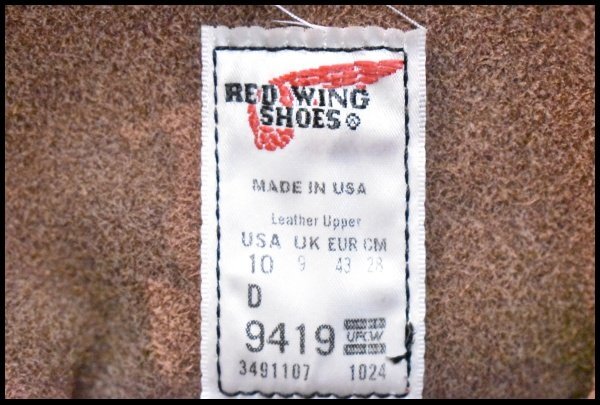 RED WING
SHOES
MADE IN USA
Leather Upper
USA UK EUR CM
10 9 43 28
D
9419 UFCW
3491107 1024